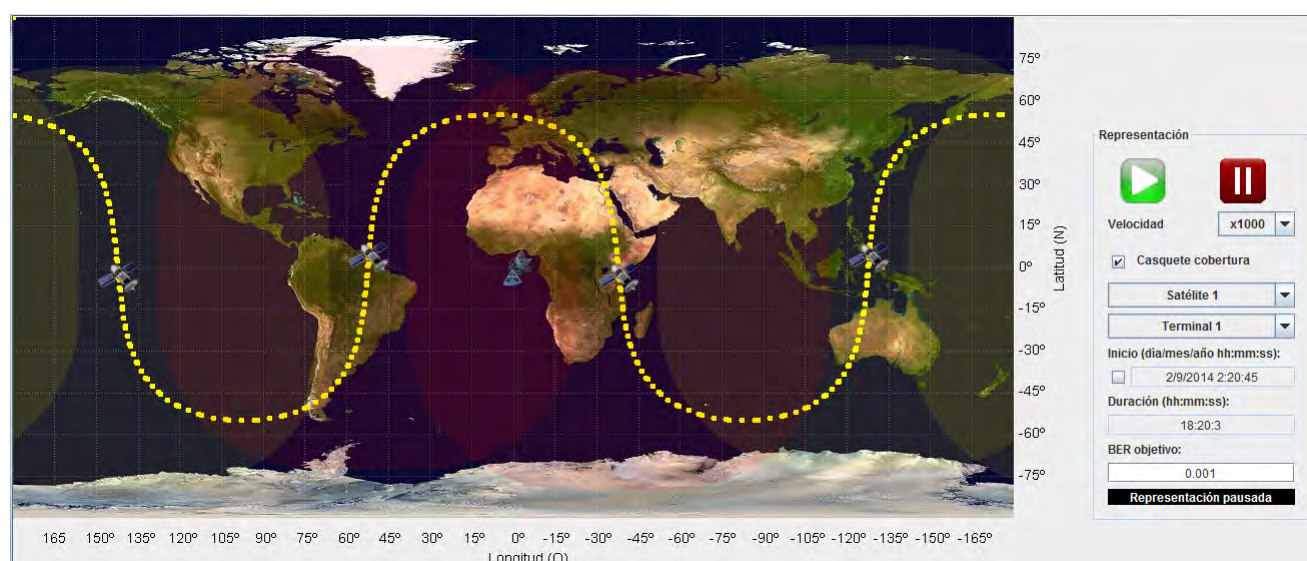 75º
60º
45º
30º
15º
0º
-15º
-30º
-45º
-60º
-75º
Latitud (N)
165 150º 135º 120º 105º 90º 75º 60º 45º 30º 15º 0º -15º -30º -45º -60º -75º -90º -105º -120º -135º -150º -165º
Longitud (O)
Representación
Velocidad x1000
Casquete cobertura
Satélite 1
Terminal 1
Inicio (dia/mes/año hh:mm:ss):
2/9/2014 2:20:45
Duración (hh:mm:ss):
18:20:3
BER objetivo:
0.001
Representación pausada